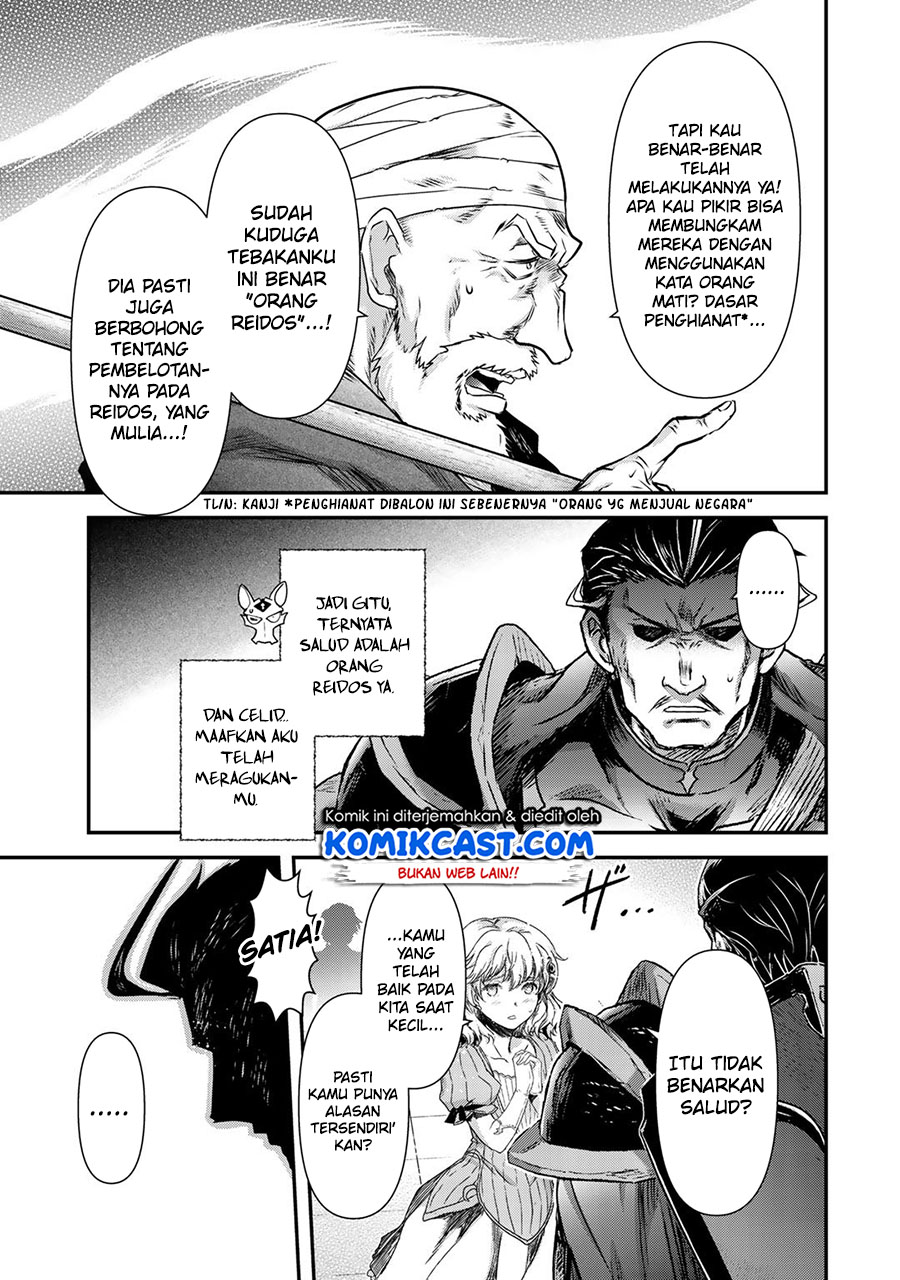 TAPI KAU
BENAR-BENAR
TELAH
MELAKUKANNYA YA!
APA KAU PIKIR BISA
MEMBUNGKAM
MEREKA DENGAN
MENGGUNAKAN
KATA ORANG
MATI? DASAR
PENGHIANAT*...
SUDAH
KUDUGA
TEBAKANKU
INI BENAR
"ORANG
REIDOS"...!
DIA PASTI
JUGA
BERBOHONG
TENTANG
PEMBELOTAN-
NYA PADA
REIDOS, YANG
MULIA...!
TL/N: KANJI *PENGHIANAT DIBALON INI SEBENERNYA "ORANG YG MENJUAL NEGARA"
......
JADI GITU,
TERNYATA
SALUD ADALAH
ORANG
REIDOS YA.
DAN CELID..
MAAFKAN AKU
TELAH
MERAGUKAN-
MU.
Komik ini diterjemahkan & diedit oleh
KOMIKCAST.COM
BUKAN WEB LAIN!!
ITU TIDAK
BENARKAN
SALUD?
...KAMU
YANG
TELAH
BAIK PADA
KITA SAAT
KECIL...
PASTI
KAMU PUNYA
ALASAN
TERSENDIRI'
KAN?
SATIA!
.....